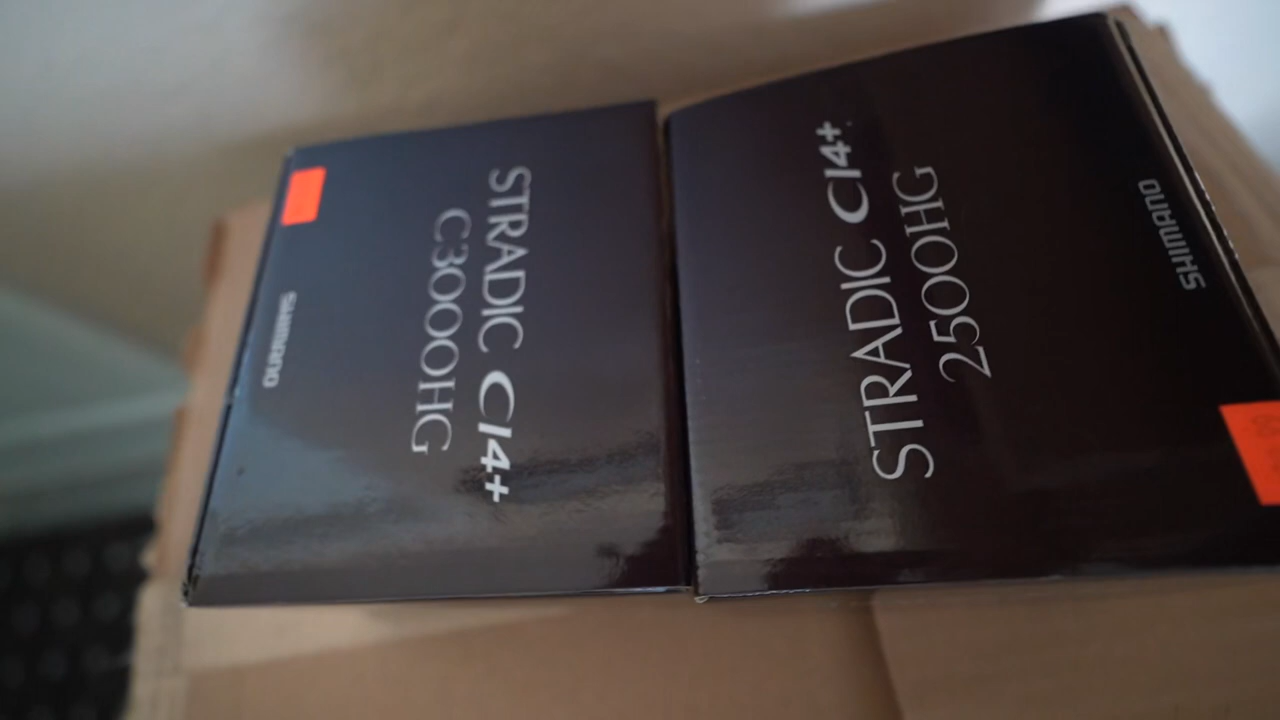 STRADIC CI4+
C3000HG
SHIMANO
STRADIC CI4+
2500HG
SHIMANO